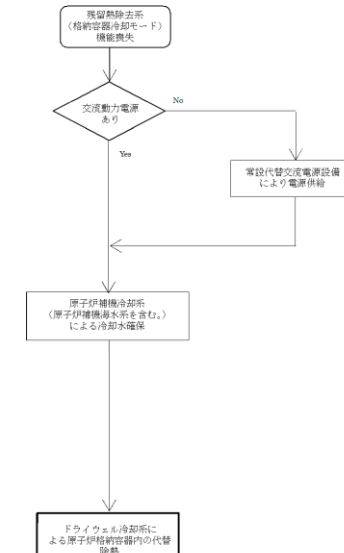 残留熱除去系
（格納容器冷却モード）
機能喪失
交流動力電源
あり
No
Yes
常設代替交流電源設備
により電源供給
原子炉補機冷却系
（原子炉補機海水系を含む。）
による冷却水確保
ドライウェル冷却系に
よる原子炉格納容器内の代替
除熱